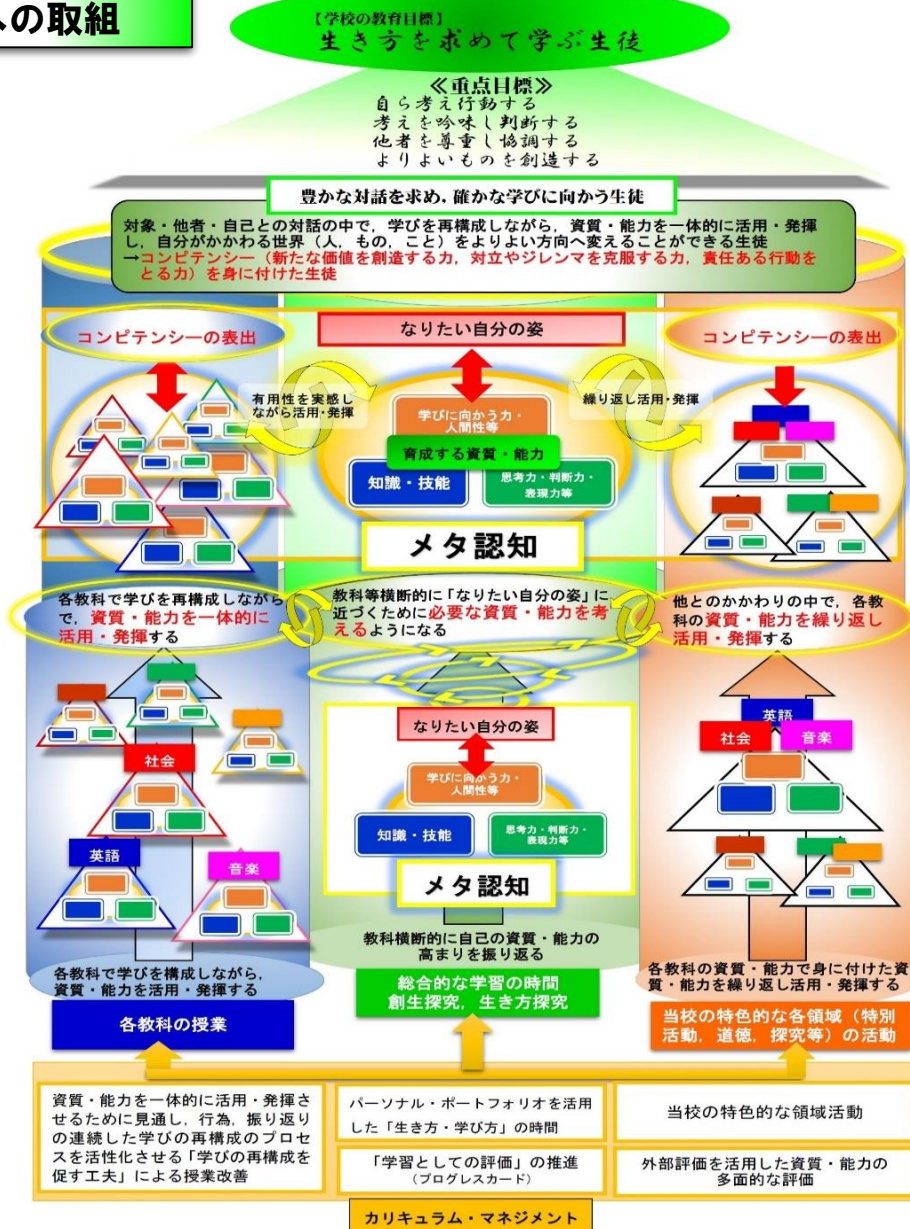 への取組
【学校の教育目標】
生き方を求めて学ぶ生徒
≪重点目標≫
自ら考え行動する
考えを吟味し判断する
他者を尊重し協調する
よりよいものを創造する
豊かな対話を求め，確かな学びに向かう生徒
対象・他者・自己との対話の中で，学びを再構成しながら，資質・能力を一体的に活用・発揮
し，自分がかかわる世界（人，もの，こと）をよりよい方向へ変えることができる生徒
→コンピテンシー（新たな価値を創造する力，対立やジレンマを克服する力，責任ある行動を
とる力）を身に付けた生徒
コンピテンシーの表出
なりたい自分の姿
コンピテンシーの表出
有用性を実感し
ながら活用・発揮
繰り返し活用・発揮
学びに向かう力・
人間性等
育成する資質・能力
知識・技能
思考力・判断力・
表現力等
メタ認知
各教科で学びを再構成しながら
で，資質・能力を一体的に
活用・発揮する
教科等横断的に「なりたい自分の姿」に
近づくために必要な資質・能力を考
えるようになる
他とのかかわりの中で，各教
科の資質・能力を繰り返し
活用・発揮する
社会
英語
音楽
なりたい自分の姿
学びに向かう力・
人間性等
知識・技能
思考力・判断力・
表現力等
メタ認知
英語
社会
音楽
各教科で学びを構成しながら，
資質・能力を活用・発揮する
教科横断的に自己の資質・能力の
高まりを振り返る
各教科の資質・能力で身に付けた資
質・能力を繰り返し活用・発揮する
各教科の授業
総合的な学習の時間
創生探究，生き方探究
当校の特色的な各領域（特別
活動，道徳，探究等）の活動
資質・能力を一体的に活用・発揮さ
せるために見通し，行為，振り返り
の連続した学びの再構成のプロセ
スを活性化させる「学びの再構成を
促す工夫」による授業改善
パーソナル・ポートフォリオを活用
した「生き方・学び方」の時間
「学習としての評価」の推進
（プログレスカード）
当校の特色的な領域活動
外部評価を活用した資質・能力の
多面的な評価
カリキュラム・マネジメント